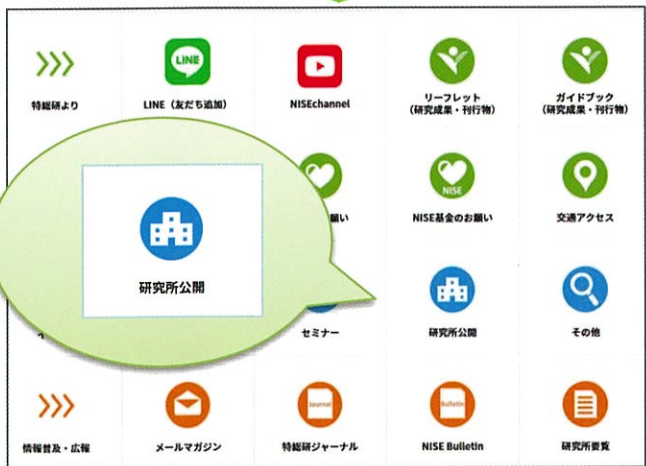 特総研より
LINE
LINE（友だち追加）
NISEchannel
リーフレット
（研究成果・刊行物）
ガイドブック
（研究成果・刊行物）
研究所公開
願い
NISE
NISE基金のお願い
交通アクセス
セミナー
研究所公開
その他
情報普及・広報
メールマガジン
Journal
特総研ジャーナル
Bulletin
NISE Bulletin
研究所要覧